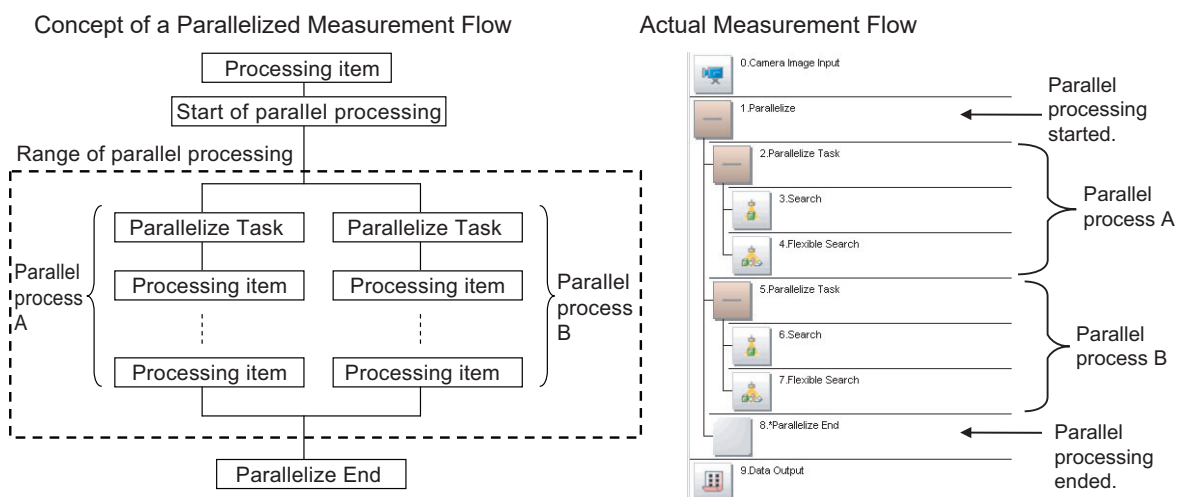 Concept of a Parallelized Measurement Flow
Processing item
Start of parallel processing
Range of parallel processing
Parallelize Task
Parallelize Task
Parallel
process
A
Processing item
Processing item
Parallel
process
B
Processing item
Processing item
Parallelize End
Actual Measurement Flow
0.Camera Image Input
1.Parallelize
Parallel
processing
started.
2.Parallelize Task
3.Search
4.Flexible Search
Parallel
process A
5.Parallelize Task
6.Search
7.Flexible Search
Parallel
process B
8.*Parallelize End
Parallel
processing
ended.
9.Data Output